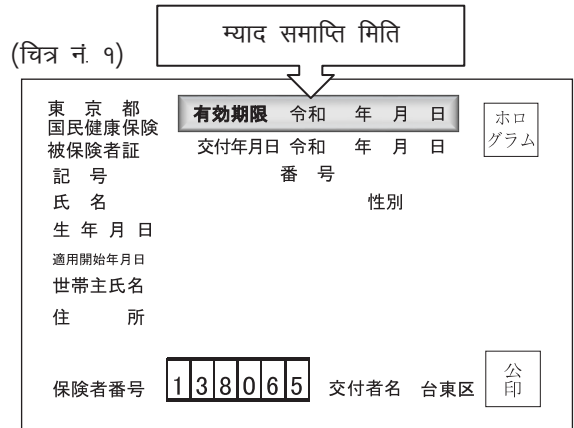 म्याद समाप्ति मिति
(चित्र नं. १)
東京都
国民健康保険
被保険者証
有効期限 令和 年 月 日
交付年月日 令和 年 月 日
ホロ
グラム
記号 番号
氏名 性別
生年月日
適用開始年月日
世帯主氏名
住所
保険者番号 138065 交付者名 台東区
公
印